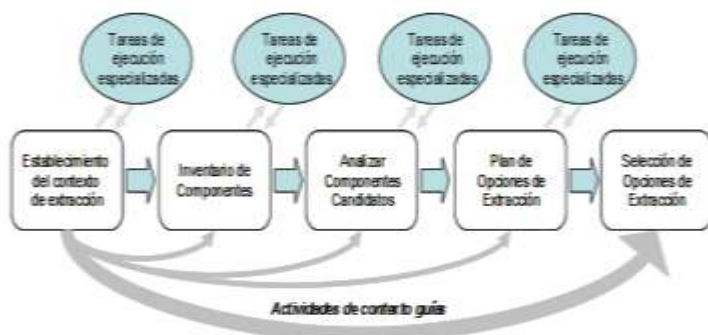 Tareas de
ejecución
especializadas
Tareas de
ejecución
especializadas
Tareas de
ejecución
especializadas
Tareas de
ejecución
especializadas
Establecimiento
del contexto
de extracción
Inventario de
Componentes
Analizar
Componentes
Candidatos
Plan de
Opciones de
Extracción
Selección de
Opciones de
Extracción
Actividades de contexto guías